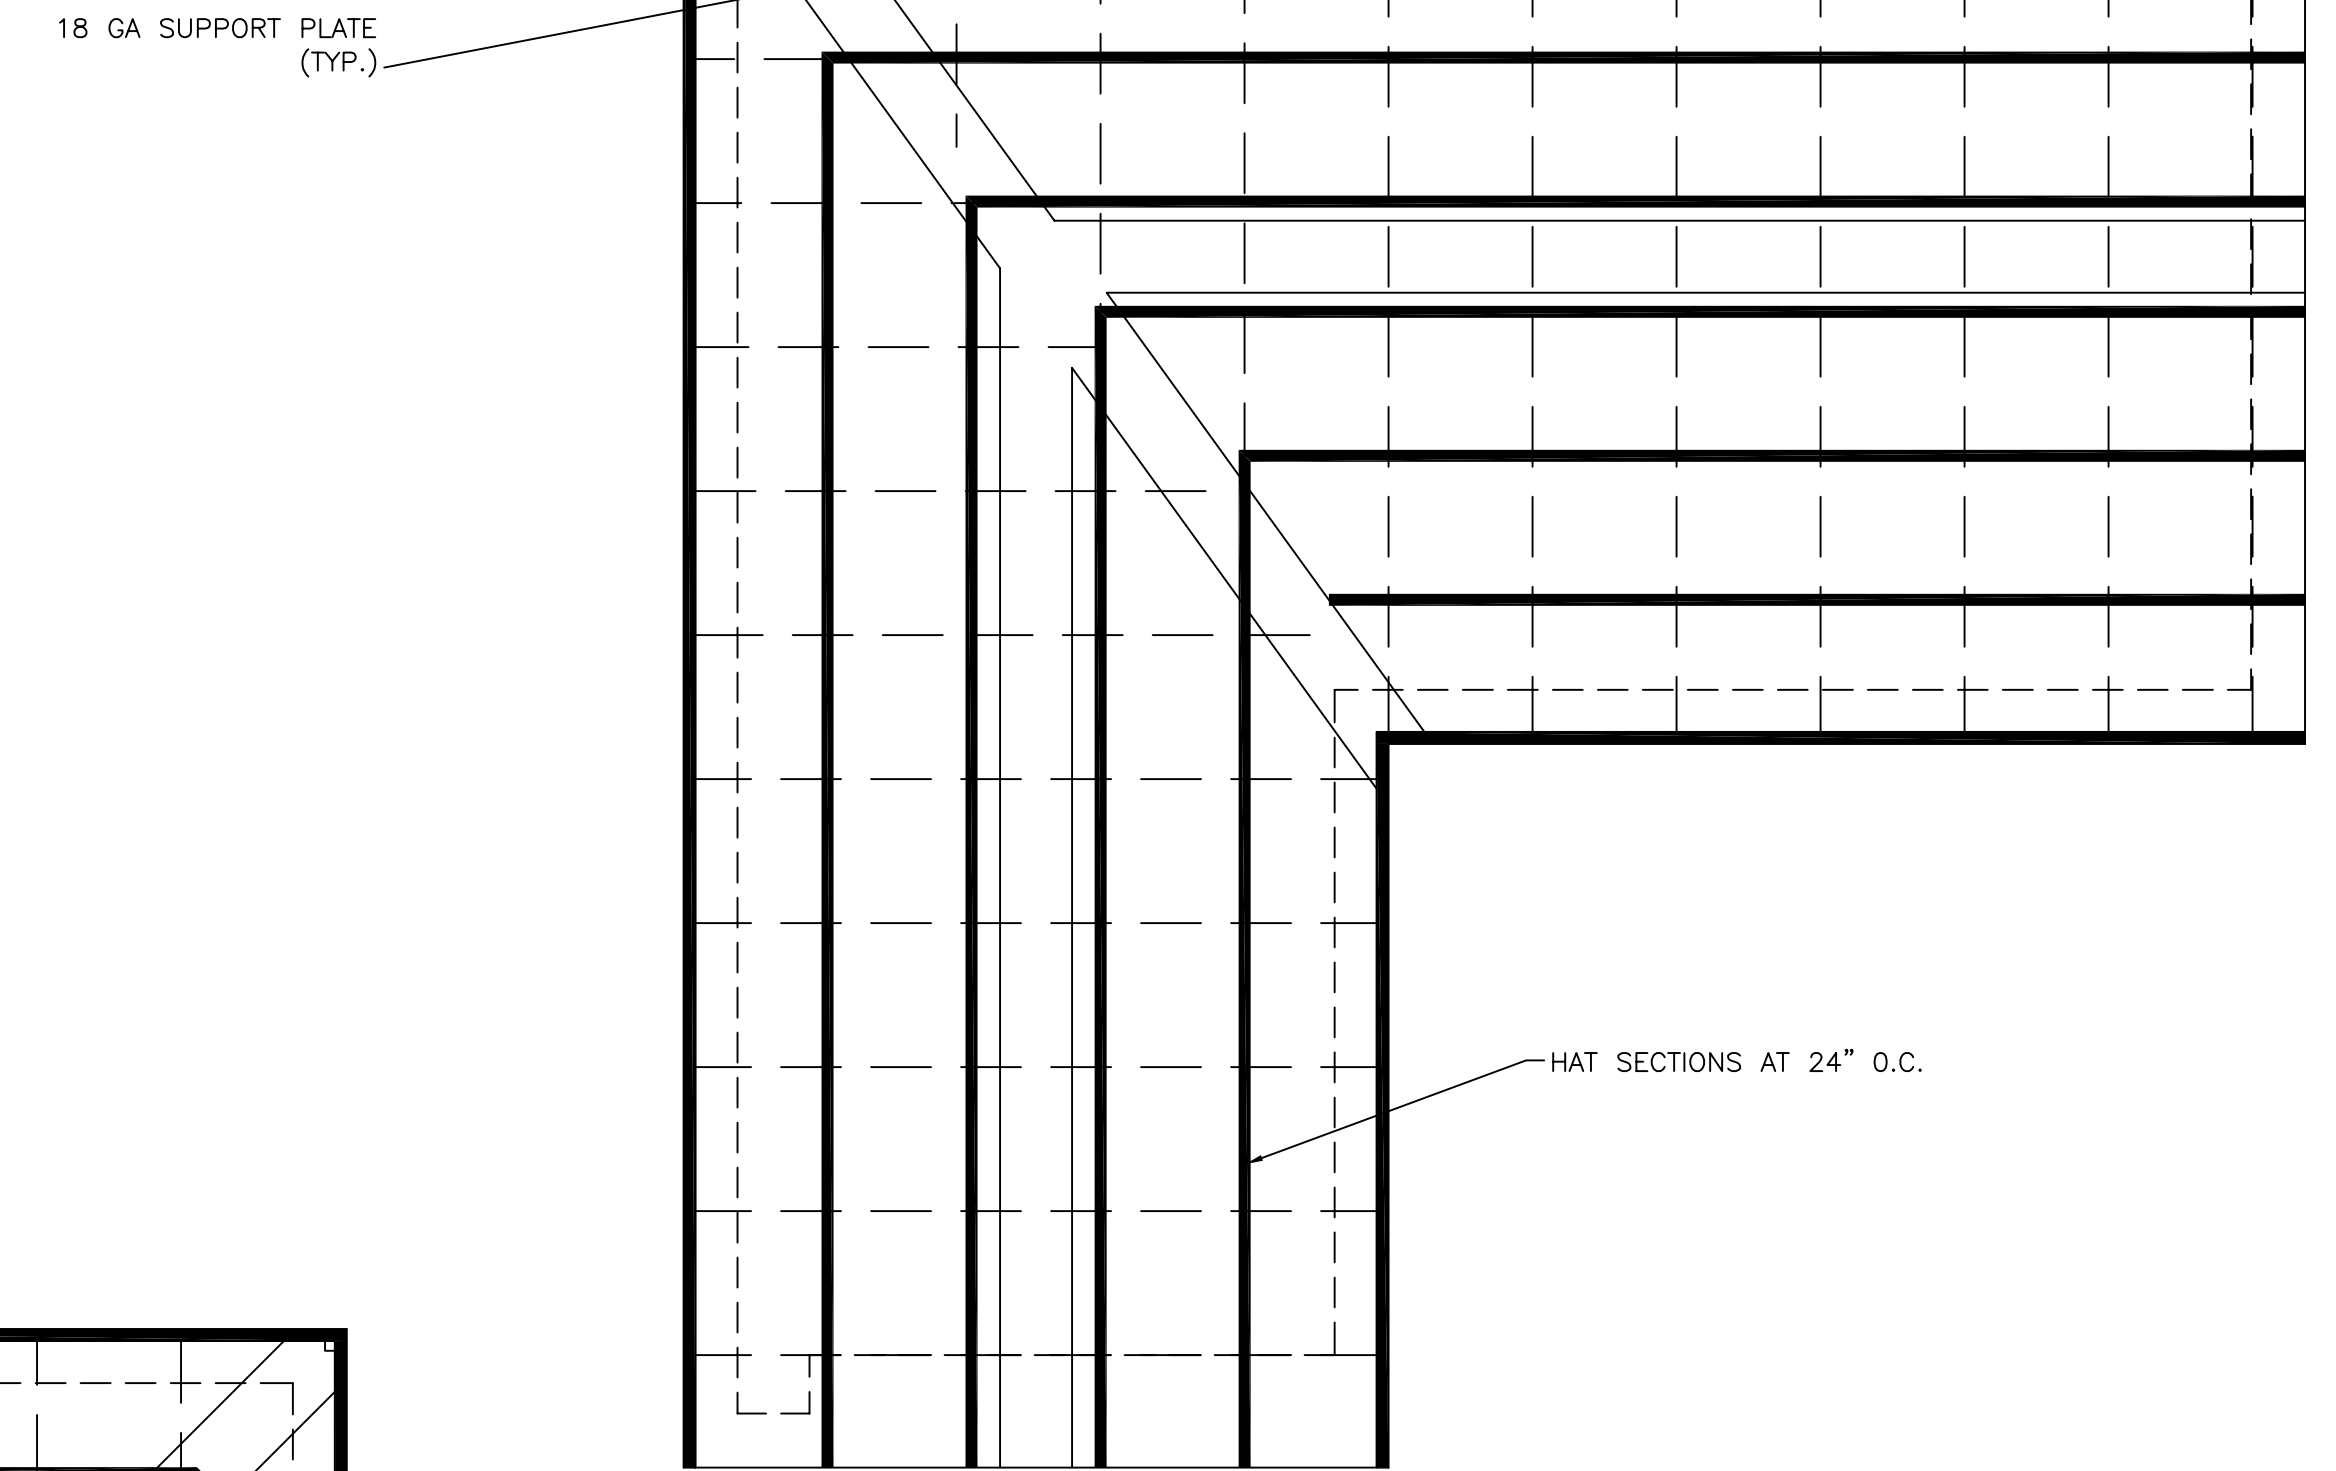 18 GA SUPPORT PLATE
(TYP.)
HAT SECTIONS AT 24” O.C.